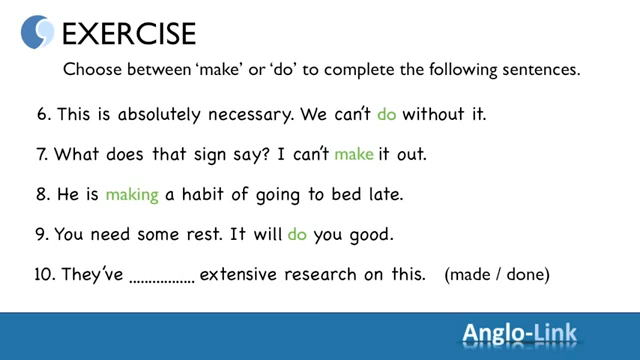 EXERCISE
Choose between ‘make’ or ‘do’ to complete the following sentences.
6. This is absolutely necessary. We can’t do without it.
7. What does that sign say? I can’t make it out.
8. He is making a habit of going to bed late.
9. You need some rest. It will do you good.
10. They’ve ................. extensive research on this. (made / done)
Anglo-Link